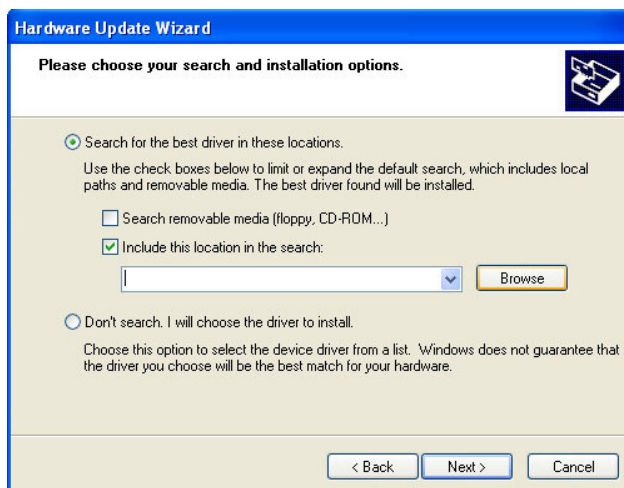 Hardware Update Wizard
Please choose your search and installation options.
Search for the best driver in these locations.
Use the check boxes below to limit or expand the default search, which includes local
paths and removable media. The best driver found will be installed.
Search removable media (floppy, CD-ROM...)
Include this location in the search:
Browse
Don't search. I will choose the driver to install.
Choose this option to select the device driver from a list.  Windows does not guarantee that
the driver you choose will be the best match for your hardware.
< Back Next > Cancel